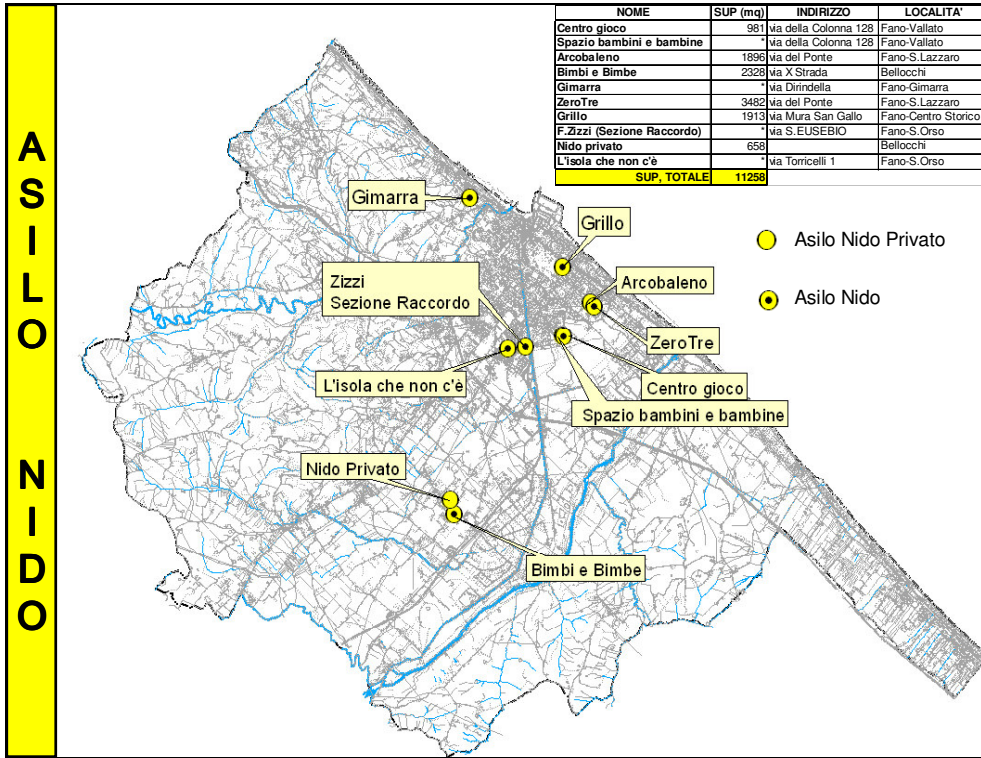 ASILO NIDO
NOME SUP (mq) INDIRIZZO LOCALITA'
Centro gioco 981 via della Colonna 128 Fano-Vallato
Spazio bambini e bambine * via della Colonna 128 Fano-Vallato
Arcobaleno 1896 via del Ponte Fano-S.Lazzaro
Bimbi e Bimbe 2328 via X Strada Bellocchi
Gimarra * via Dirindella Fano-Gimarra
ZeroTre 3482 via del Ponte Fano-S.Lazzaro
Grillo 1913 via Mura San Gallo Fano-Centro Storico
F.Zizzi (Sezione Raccordo) * via S.EUSEBIO Fano-S.Orso
Nido privato 658 Bellocchi
L'isola che non c'è * via Torricelli 1 Fano-S.Orso
SUP, TOTALE 11258
Gimarra
Grillo
Asilo Nido Privato
Zizzi
Sezione Raccordo
Arcobaleno
Asilo Nido
ZeroTre
L'isola che non c'è
Centro gioco
Spazio bambini e bambine
Nido Privato
Bimbi e Bimbe